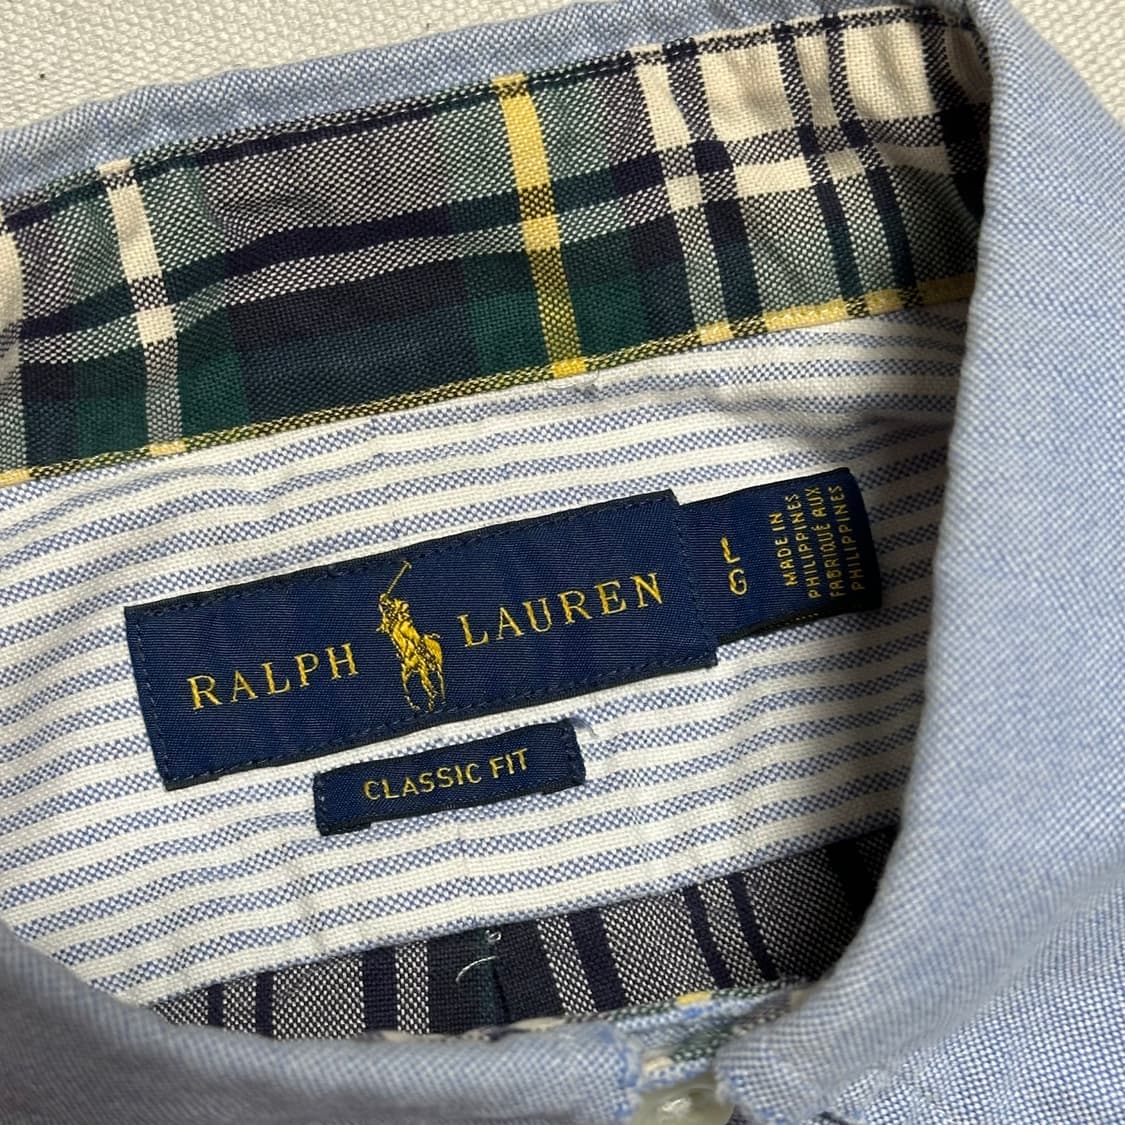 RALPH LAUREN
CLASSIC FIT
L
G
MADE IN
PHILIPPINES
FABRIQUÉ AUX
PHILIPPINES